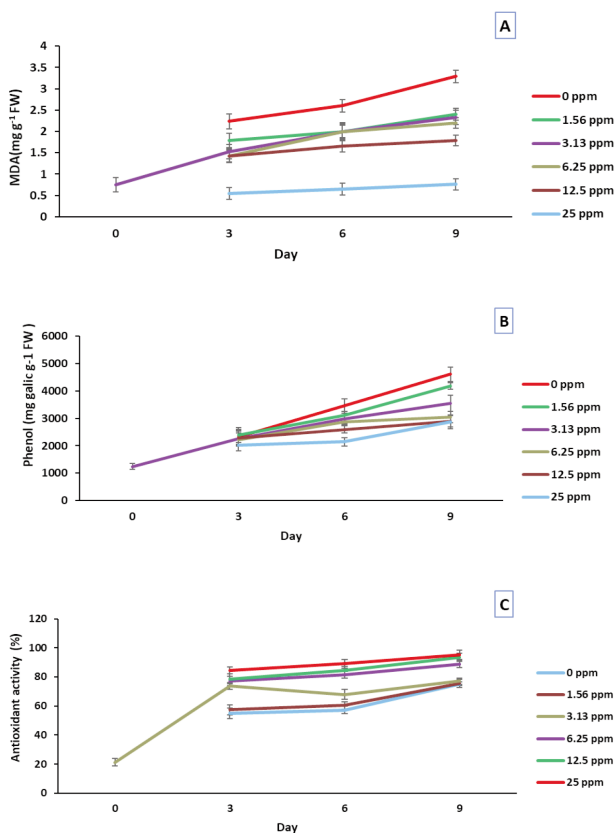 A
4
3.5
3
2.5
2
1.5
1
0.5
0
MDA(mg g⁻¹ FW)
0 3 6 9
Day
0 ppm
1.56 ppm
3.13 ppm
6.25 ppm
12.5 ppm
25 ppm
B
6000
5000
4000
3000
2000
1000
0
Phenol (mg galic g-1 FW )
0 3 6 9
Day
0 ppm
1.56 ppm
3.13 ppm
6.25 ppm
12.5 ppm
25 ppm
C
120
100
80
60
40
20
0
Antioxidant activity (%)
0 3 6 9
Day
0 ppm
1.56 ppm
3.13 ppm
6.25 ppm
12.5 ppm
25 ppm